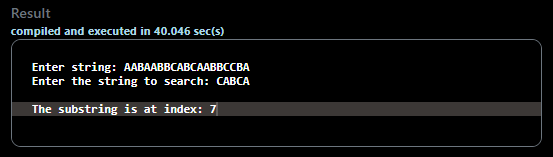 Result
compiled and executed in 40.046 sec(s)
Enter string: AABAABBCABCAABBCCBA
Enter the string to search: CABCA
The substring is at index: 7